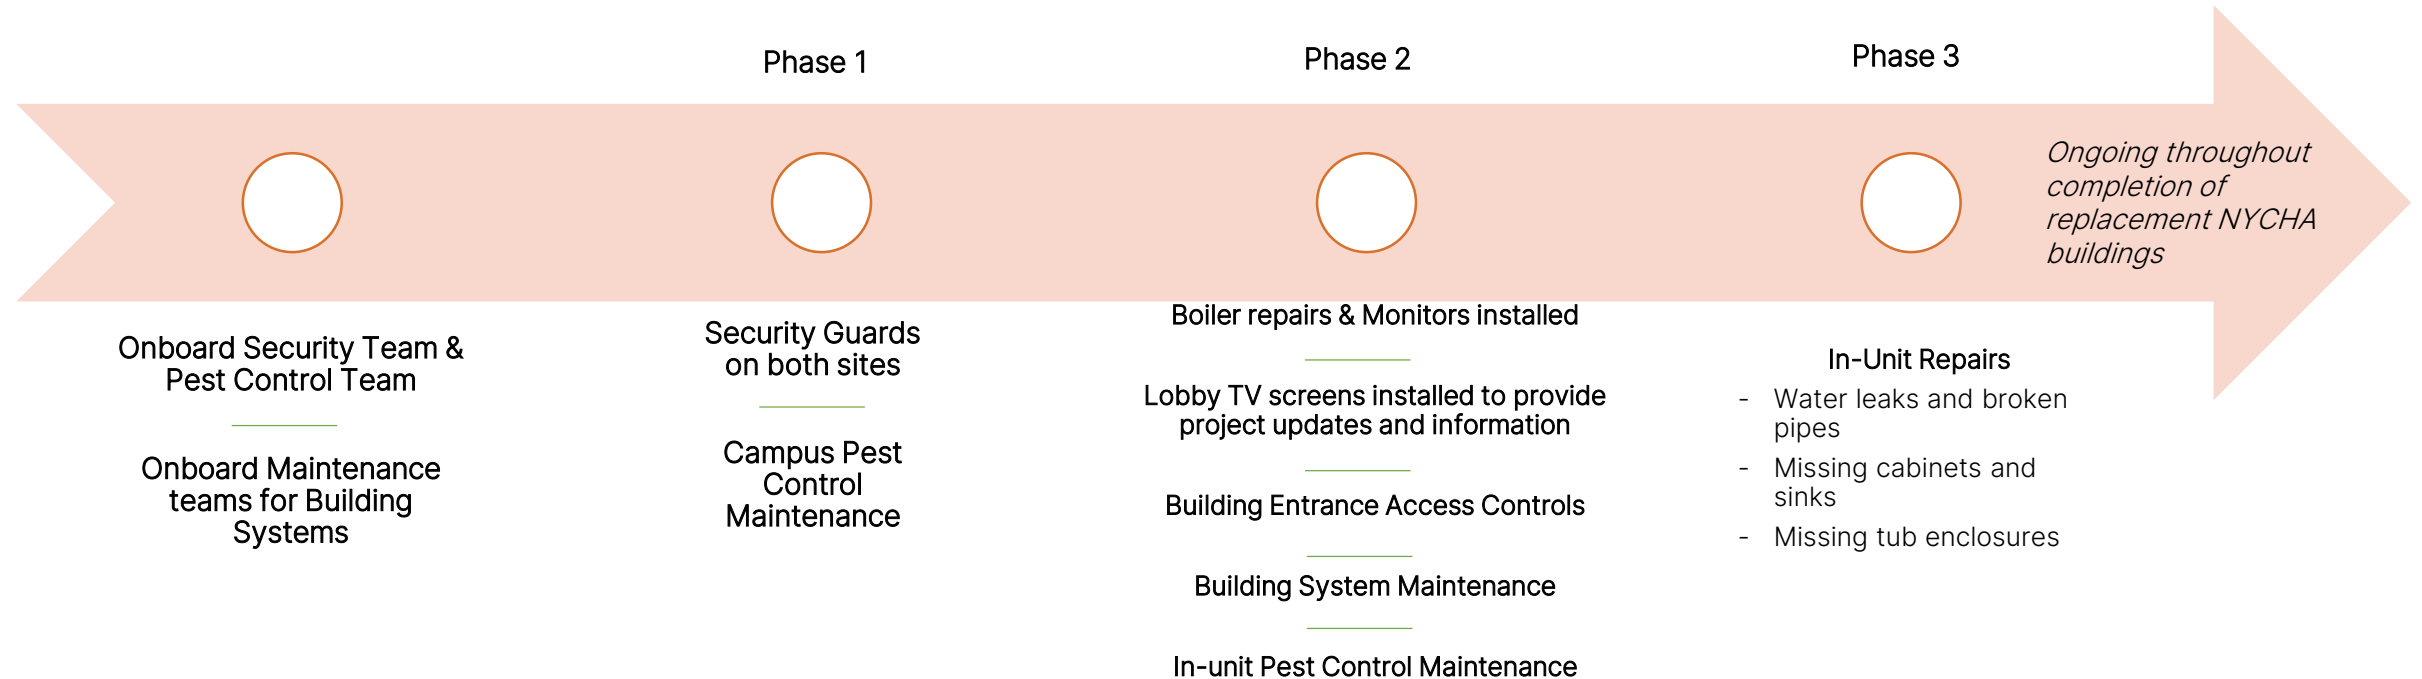 Phase 1
Phase 2
Phase 3
Ongoing throughout
completion of
replacement NYCHA
buildings
Onboard Security Team &
Pest Control Team
Onboard Maintenance
teams for Building
Systems
Security Guards
on both sites
Campus Pest
Control
Maintenance
Boiler repairs & Monitors installed
Lobby TV screens installed to provide
project updates and information
Building Entrance Access Controls
Building System Maintenance
In-unit Pest Control Maintenance
In-Unit Repairs
- Water leaks and broken
pipes
- Missing cabinets and
sinks
- Missing tub enclosures